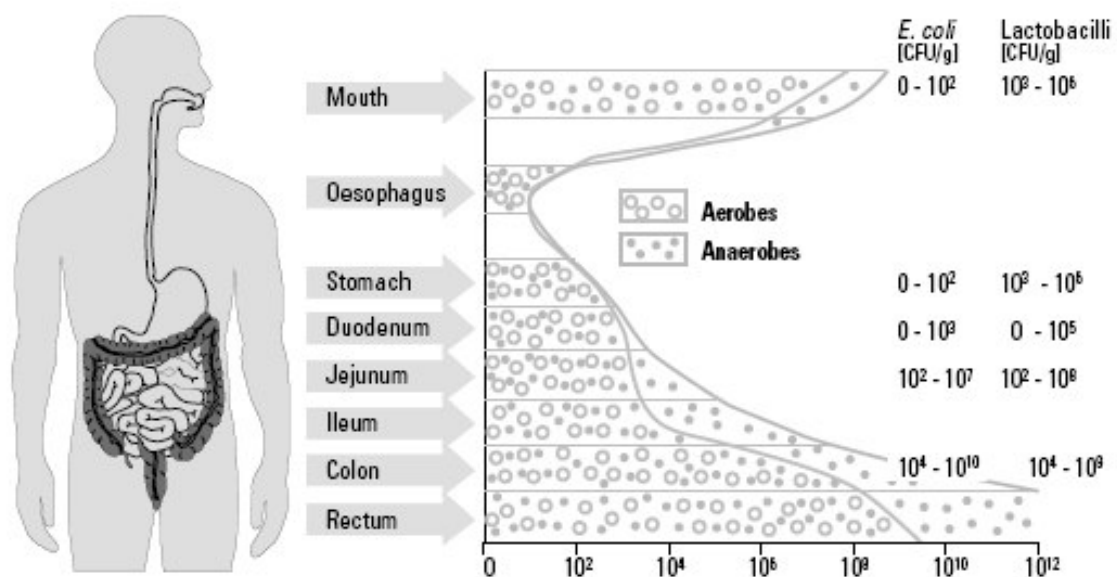 E. coli Lactobacilli
[CFU/g] [CFU/g]
Mouth 0 - 10² 10³ - 10⁶
Oesophagus
Aerobes
Anaerobes
Stomach 0 - 10² 10³ - 10⁶
Duodenum 0 - 10³ 0 - 10⁵
Jejunum 10² - 10⁷ 10² - 10⁸
Ileum
Colon 10⁴ - 10¹⁰ 10⁴ - 10⁹
Rectum
0 10² 10⁴ 10⁶ 10⁹ 10¹⁰ 10¹²